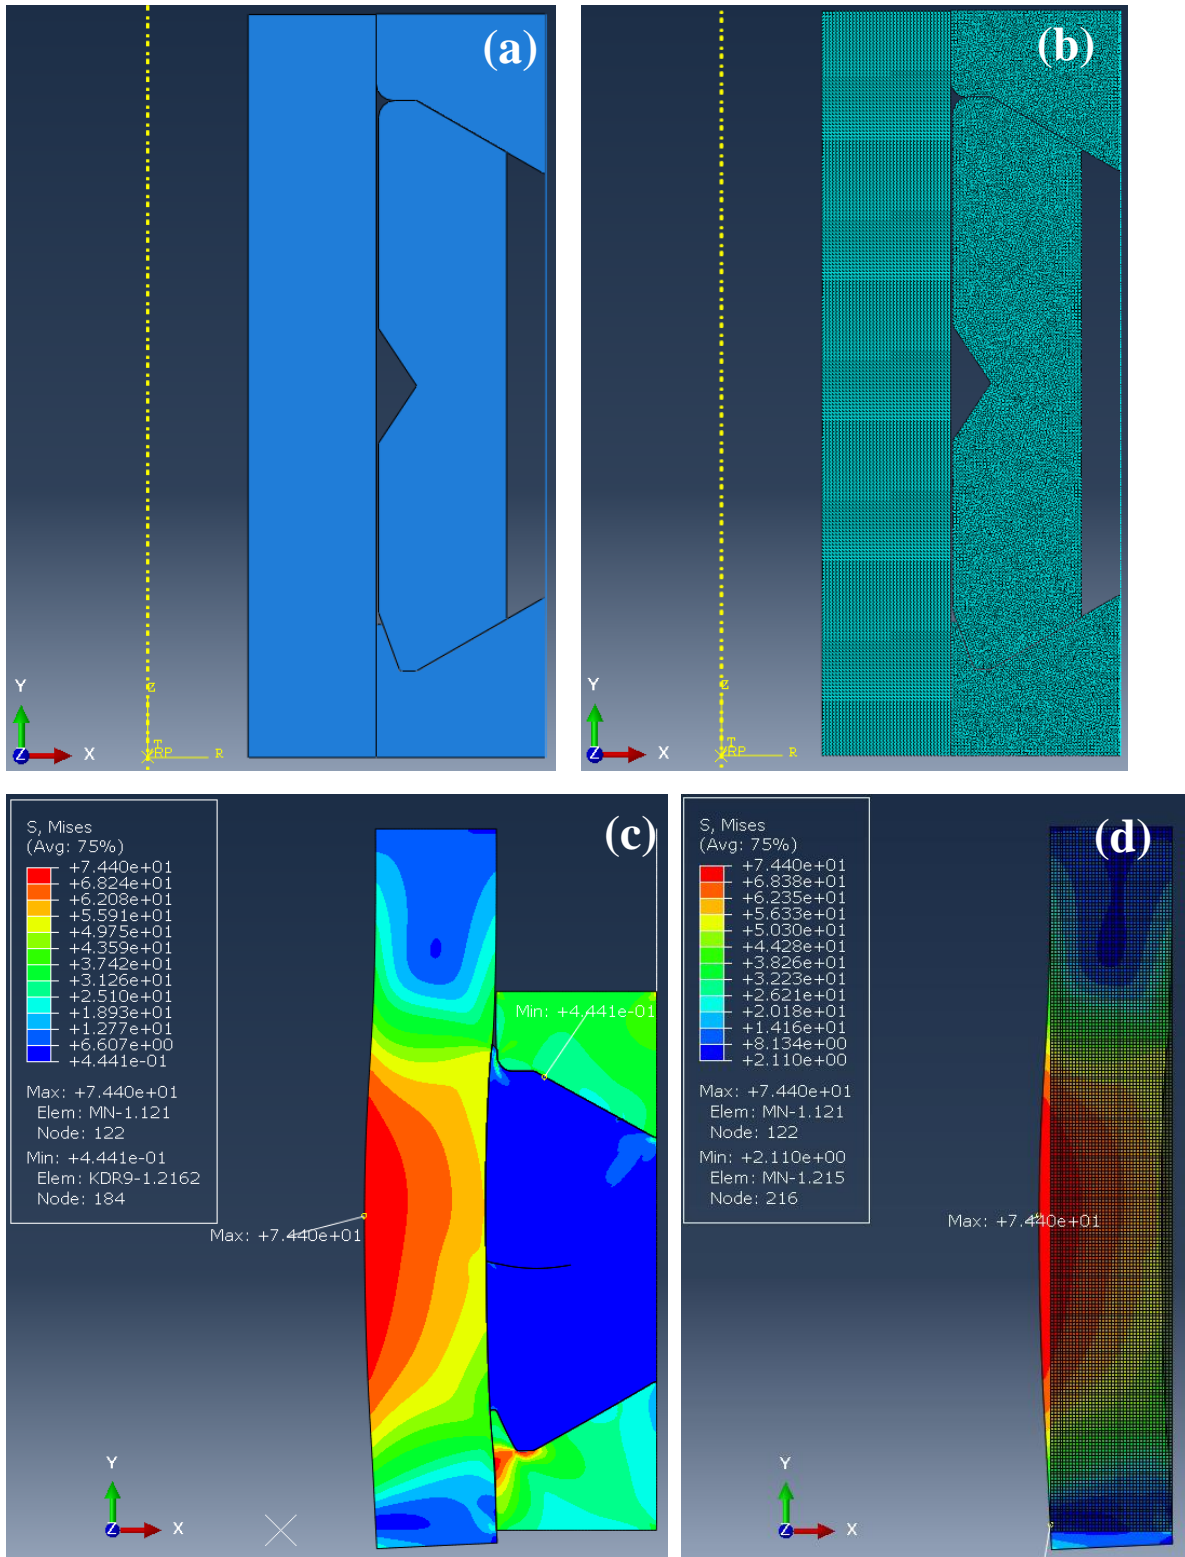 (a)
Y
Z
X
Z
T
RP
R
(b)
Y
Z
X
Z
T
RP
R
S, Mises
(Avg: 75%)
+7.440e+01
+6.824e+01
+6.208e+01
+5.591e+01
+4.975e+01
+4.359e+01
+3.742e+01
+3.126e+01
+2.510e+01
+1.893e+01
+1.277e+01
+6.607e+00
+4.441e-01
Max: +7.440e+01
Elem: MN-1.121
Node: 122
Min: +4.441e-01
Elem: KDR9-1.2162
Node: 184
(c)
Min: +4.441e-01
Max: +7.440e+01
Y
Z
X
S, Mises
(Avg: 75%)
+7.440e+01
+6.838e+01
+6.235e+01
+5.633e+01
+5.030e+01
+4.428e+01
+3.826e+01
+3.223e+01
+2.621e+01
+2.018e+01
+1.416e+01
+8.134e+00
+2.110e+00
Max: +7.440e+01
Elem: MN-1.121
Node: 122
Min: +2.110e+00
Elem: MN-1.215
Node: 216
(d)
Max: +7.440e+01
Y
Z
X